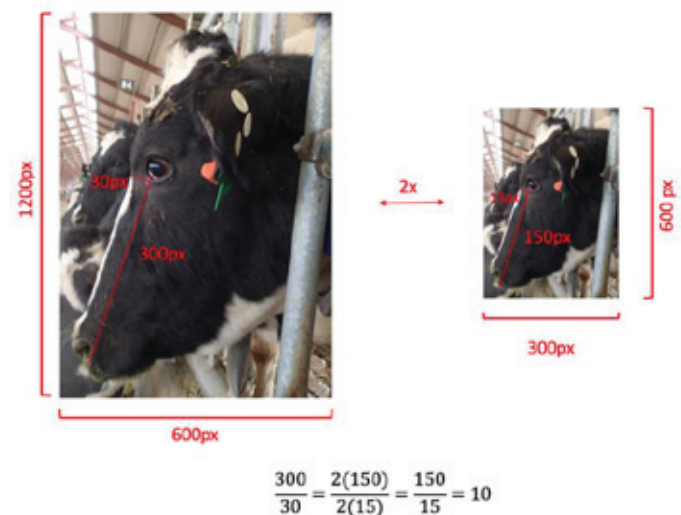 1200px
30px
300px
600px
2x
15px
150px
600 px
300px
300/30 = 2(150)/2(15) = 150/15 = 10